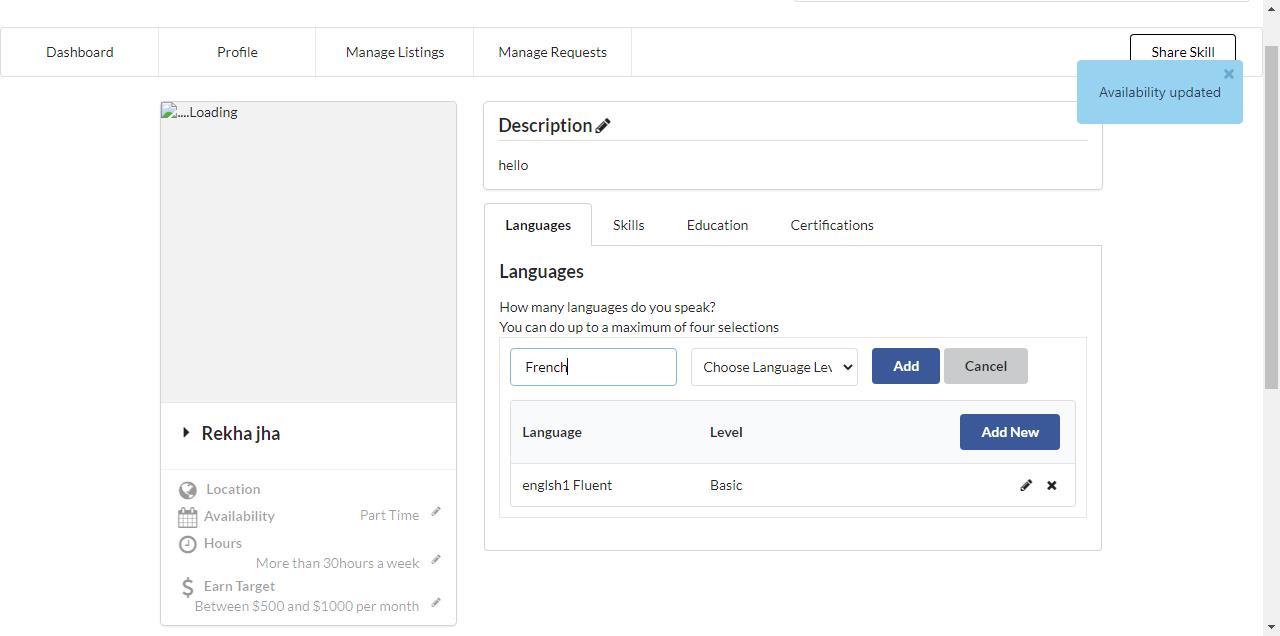 Dashboard
Profile
Manage Listings
Manage Requests
Share Skill
Availability updated
....Loading
Rekha jha
Location
Availability
Part Time
Hours
More than 30hours a week
Earn Target
Between $500 and $1000 per month
Description
hello
Languages
Skills
Education
Certifications
Languages
How many languages do you speak?
You can do up to a maximum of four selections
French
Choose Language Lev
Add
Cancel
Language
Level
Add New
englsh1 Fluent
Basic